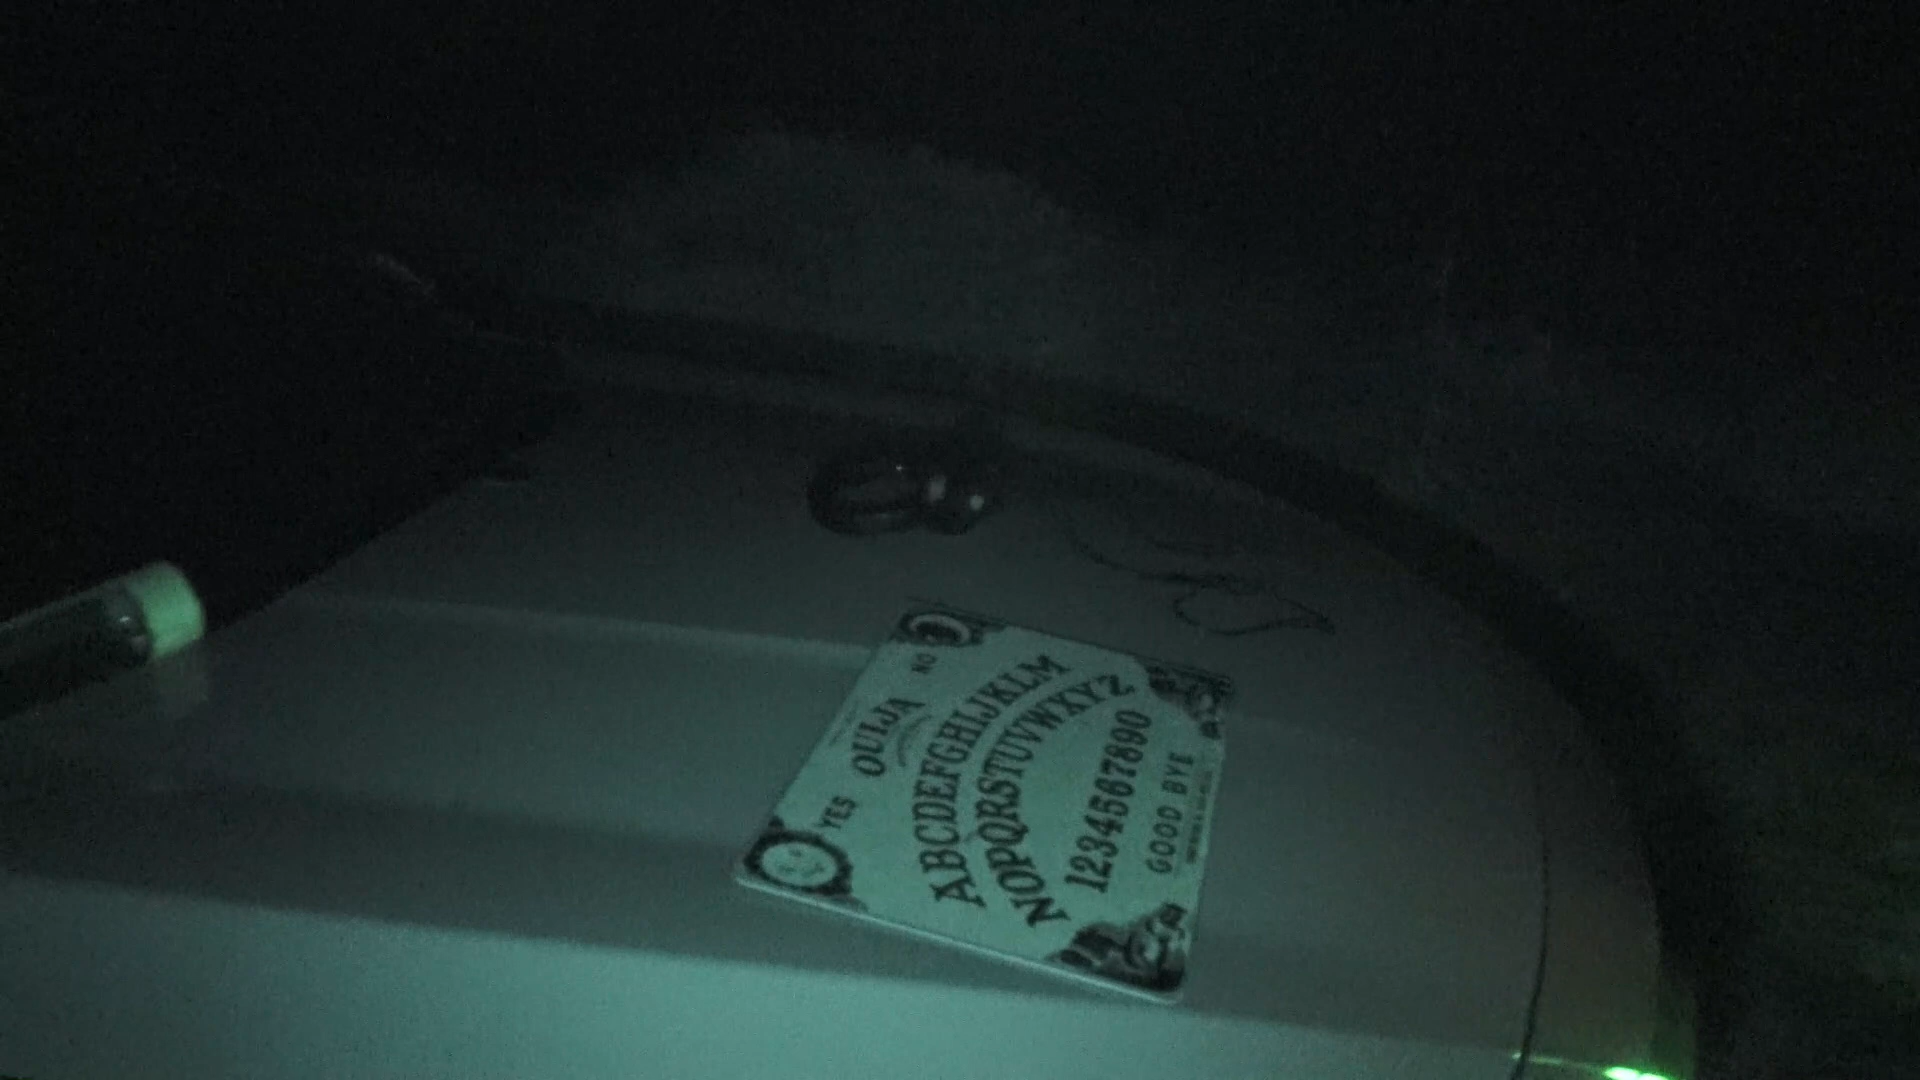 YES OUIJA NO
ABCDEFGHIJKLM
NOPQRSTUVWXYZ
1234567890
GOOD BYE